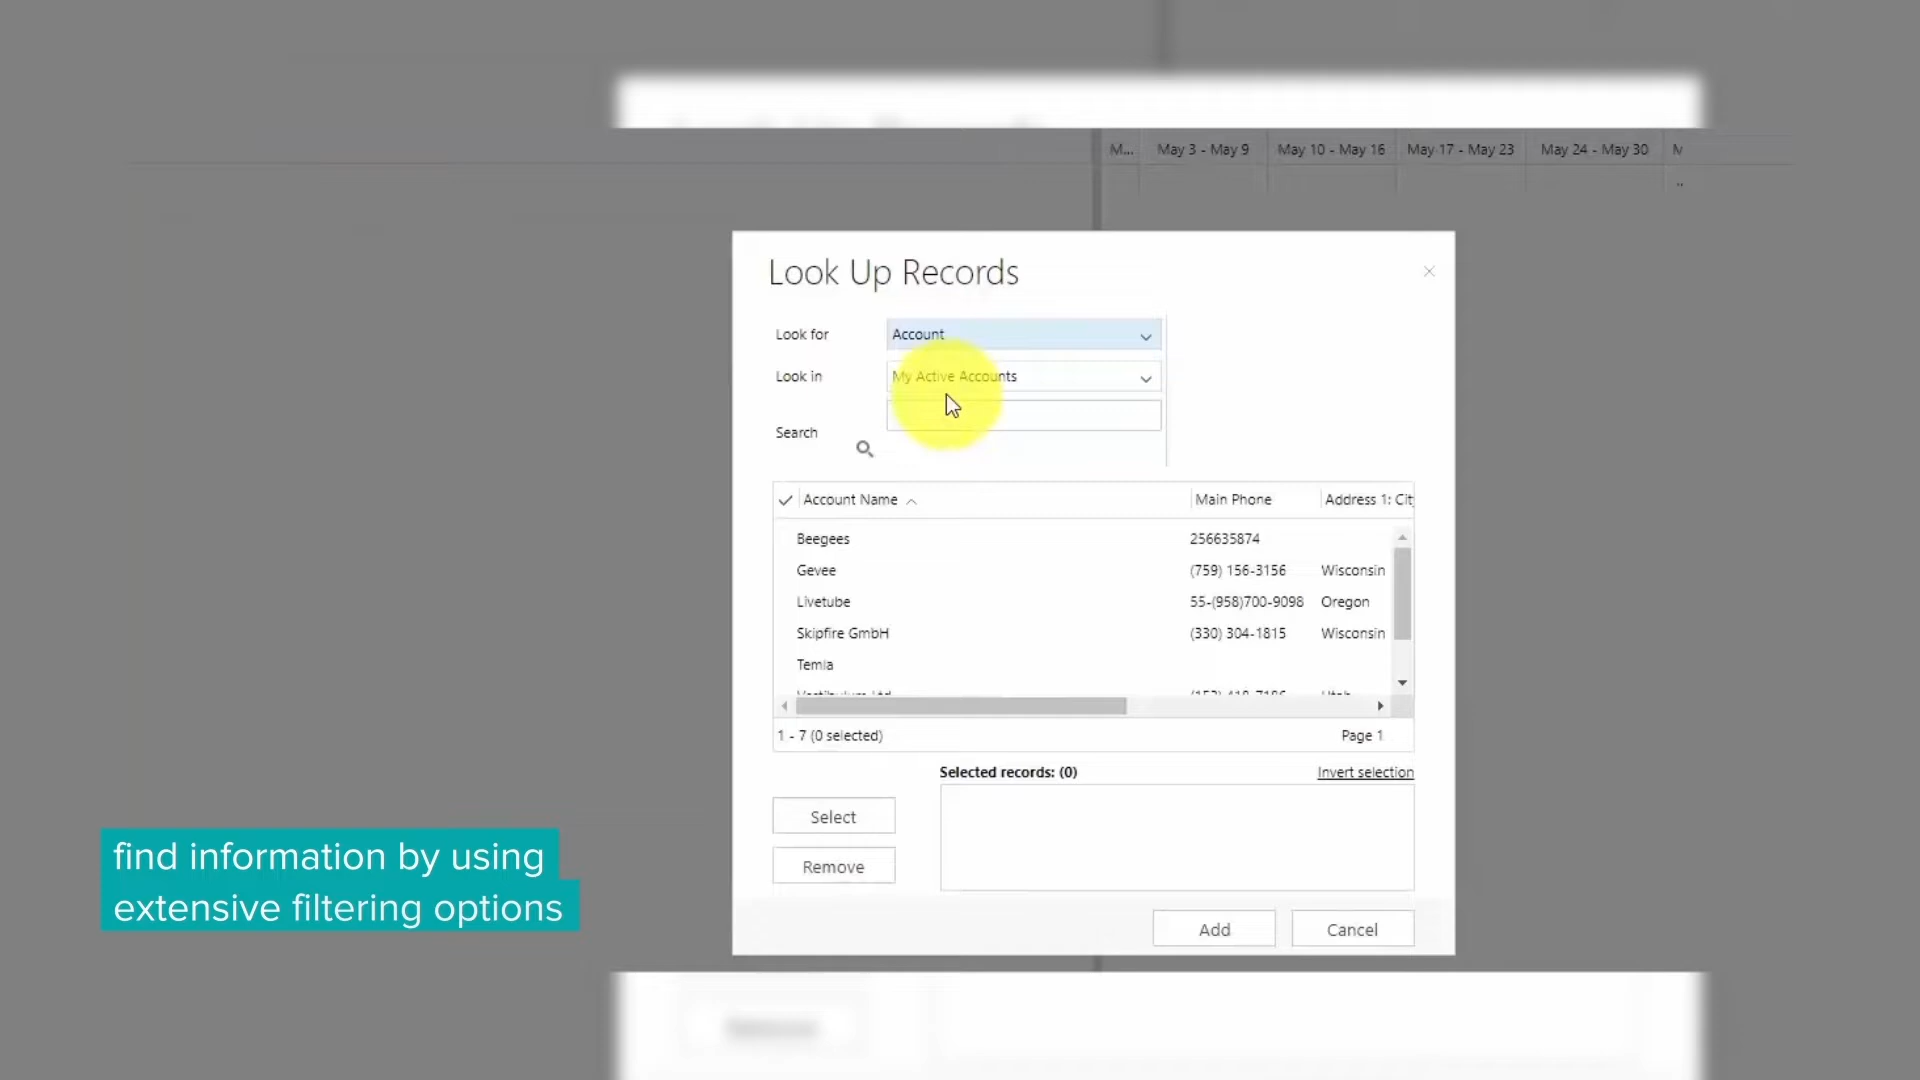 M... May 3 - May 9 May 10 - May 16 May 17 - May 23 May 24 - May 30 M
..
Look Up Records
Look for Account
Look in My Active Accounts
Search
Account Name Main Phone Address 1: Cit
Beegees 256635874
Gevee (759) 156-3156 Wisconsin
Livetube 55-(958)700-9098 Oregon
Skipfire GmbH (330) 304-1815 Wisconsin
Temia
1 - 7 (0 selected) Page 1
Selected records: (0) Invert selection
Select
Remove
Add Cancel
find information by using
extensive filtering options